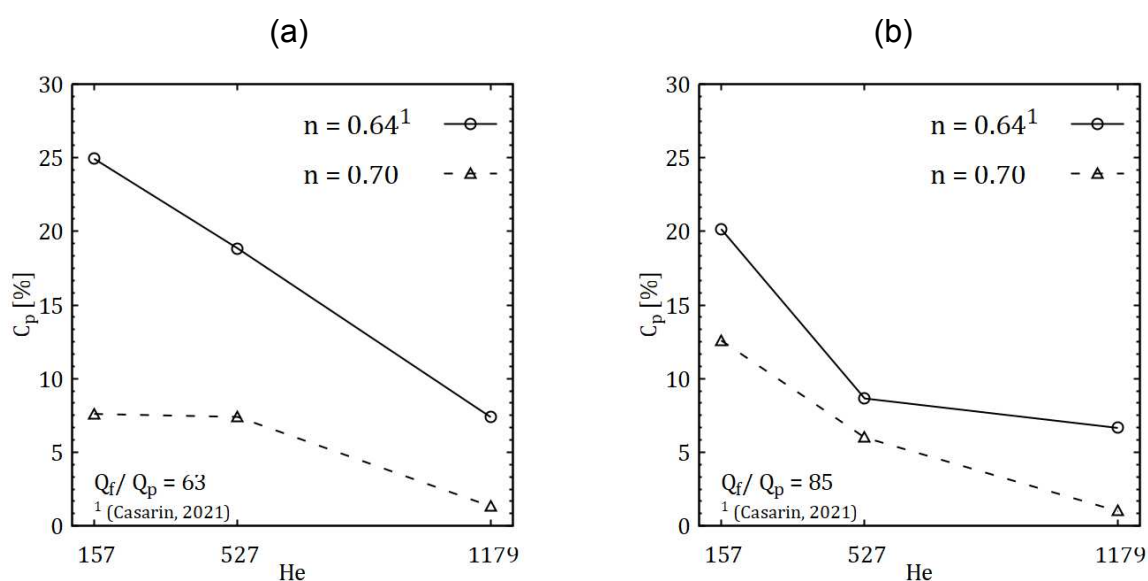 (a)
30
25
20
15
10
5
0
C_p [%]
n = 0.64¹
n = 0.70
Q_f/ Q_p = 63
¹ (Casarin, 2021)
157 527 1179
He
(b)
30
25
20
15
10
5
0
C_p [%]
n = 0.64¹
n = 0.70
Q_f/ Q_p = 85
¹ (Casarin, 2021)
157 527 1179
He